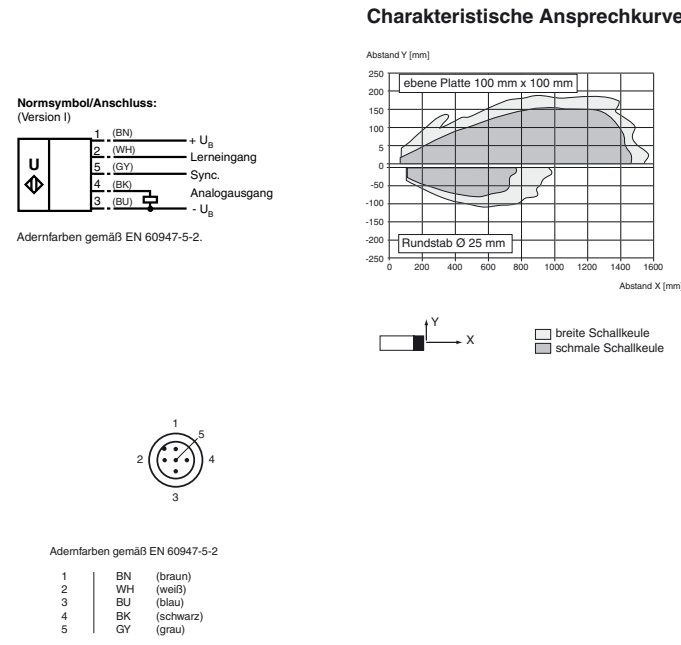 Charakteristische Ansprechkurve
Abstand Y [mm]
250
200
150
100
5
0
-50
-100
-150
-200
-250
ebene Platte 100 mm x 100 mm
Rundstab Ø 25 mm
0 200 400 600 800 1000 1200 1400 1600
Abstand X [mm]
Y
X
breite Schallkeule
schmale Schallkeule
Normsymbol/Anschluss:
(Version I)
U
1 (BN) + UB
2 (WH) Lerneingang
5 (GY) Sync.
4 (BK) Analogausgang
3 (BU) - UB
Adernfarben gemäß EN 60947-5-2.
1
5
2
4
3
Adernfarben gemäß EN 60947-5-2
1 BN (braun)
2 WH (weiß)
3 BU (blau)
4 BK (schwarz)
5 GY (grau)